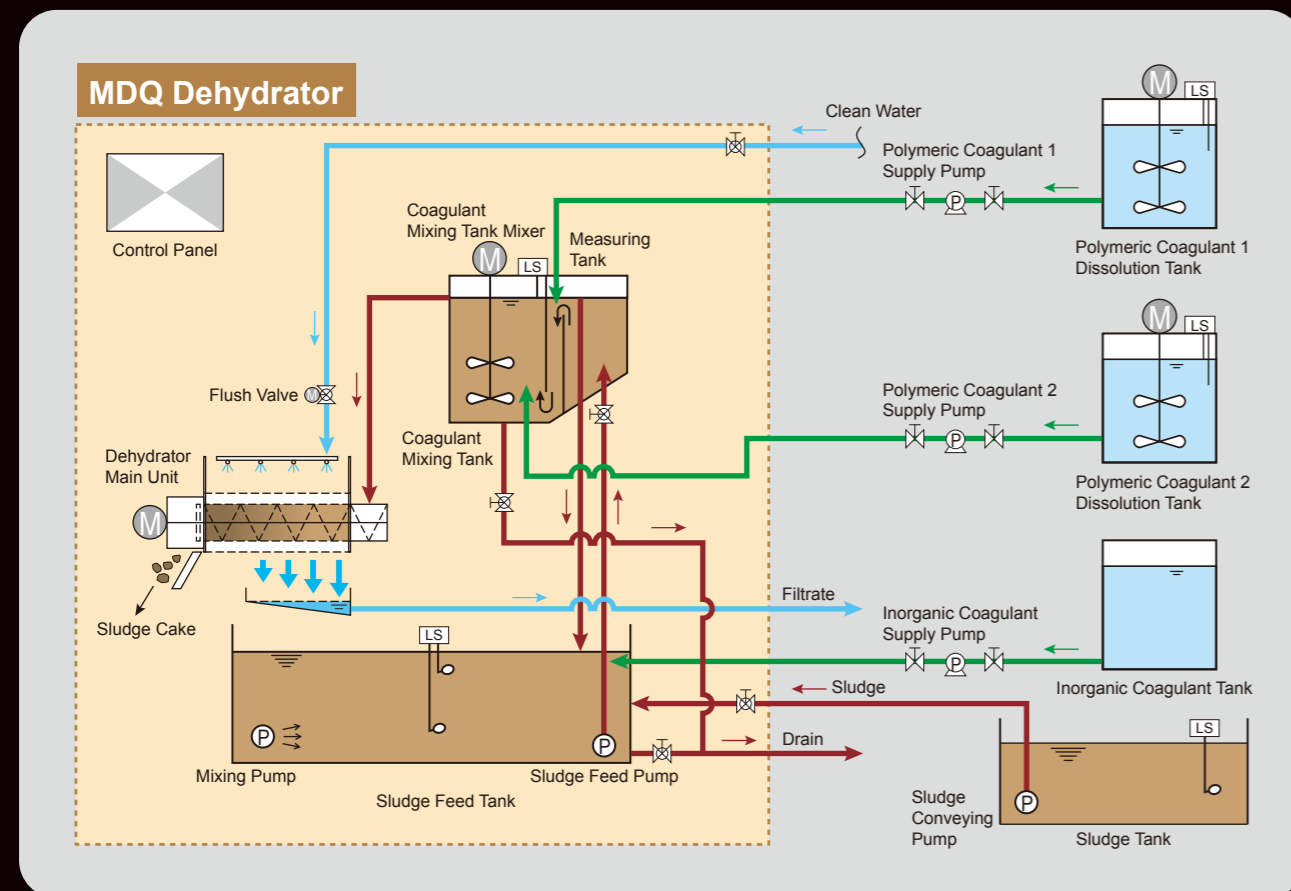 MDQ Dehydrator
Control Panel
Clean Water
Polymeric Coagulant 1
Supply Pump
P
M
LS
Polymeric Coagulant 1
Dissolution Tank
Coagulant
Mixing Tank Mixer
M
LS
Measuring
Tank
Flush Valve
M
Coagulant
Mixing Tank
Polymeric Coagulant 2
Supply Pump
P
M
LS
Polymeric Coagulant 2
Dissolution Tank
Dehydrator
Main Unit
M
Sludge Cake
Filtrate
Inorganic Coagulant
Supply Pump
P
Inorganic Coagulant Tank
LS
P
Mixing Pump
P
Sludge Feed Pump
Sludge Feed Tank
Sludge
Drain
LS
P
Sludge
Conveying
Pump
Sludge Tank